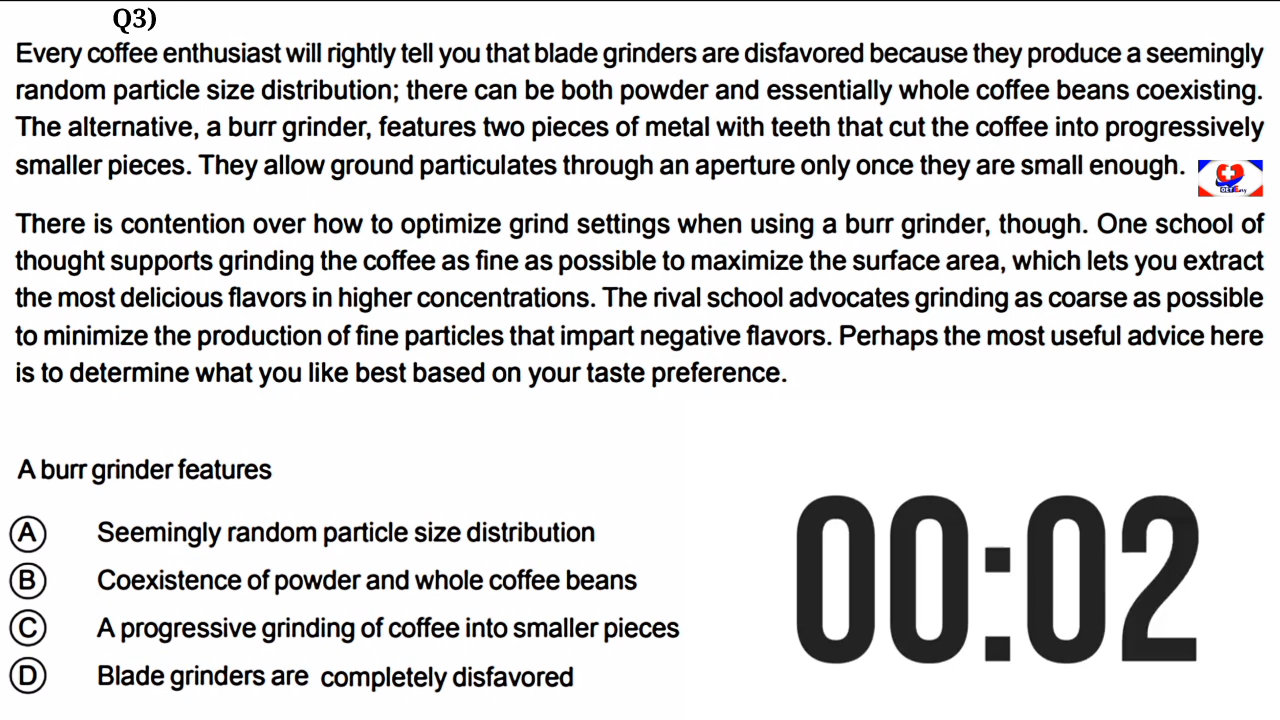 Q3)
Every coffee enthusiast will rightly tell you that blade grinders are disfavored because they produce a seemingly
random particle size distribution; there can be both powder and essentially whole coffee beans coexisting.
The alternative, a burr grinder, features two pieces of metal with teeth that cut the coffee into progressively
smaller pieces. They allow ground particulates through an aperture only once they are small enough.
There is contention over how to optimize grind settings when using a burr grinder, though. One school of
thought supports grinding the coffee as fine as possible to maximize the surface area, which lets you extract
the most delicious flavors in higher concentrations. The rival school advocates grinding as coarse as possible
to minimize the production of fine particles that impart negative flavors. Perhaps the most useful advice here
is to determine what you like best based on your taste preference.
A burr grinder features
A Seemingly random particle size distribution
B Coexistence of powder and whole coffee beans
C A progressive grinding of coffee into smaller pieces
D Blade grinders are completely disfavored
00:02